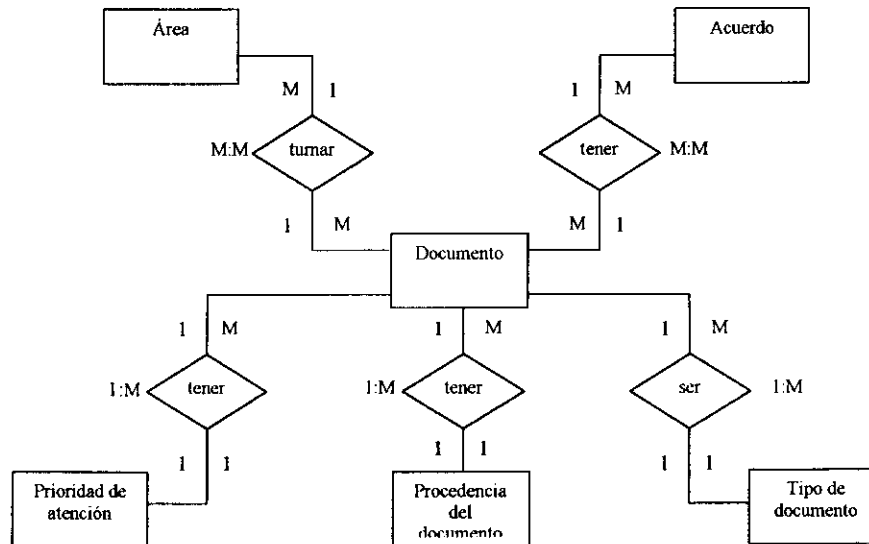 Área
Acuerdo
M 1
1 M
M:M turnar
tener M:M
1 M
M 1
Documento
1 M
1 M
1 M
1:M tener
1:M tener
ser 1:M
1 1
1 1
1 1
Prioridad de
atención
Procedencia
del
documento
Tipo de
documento